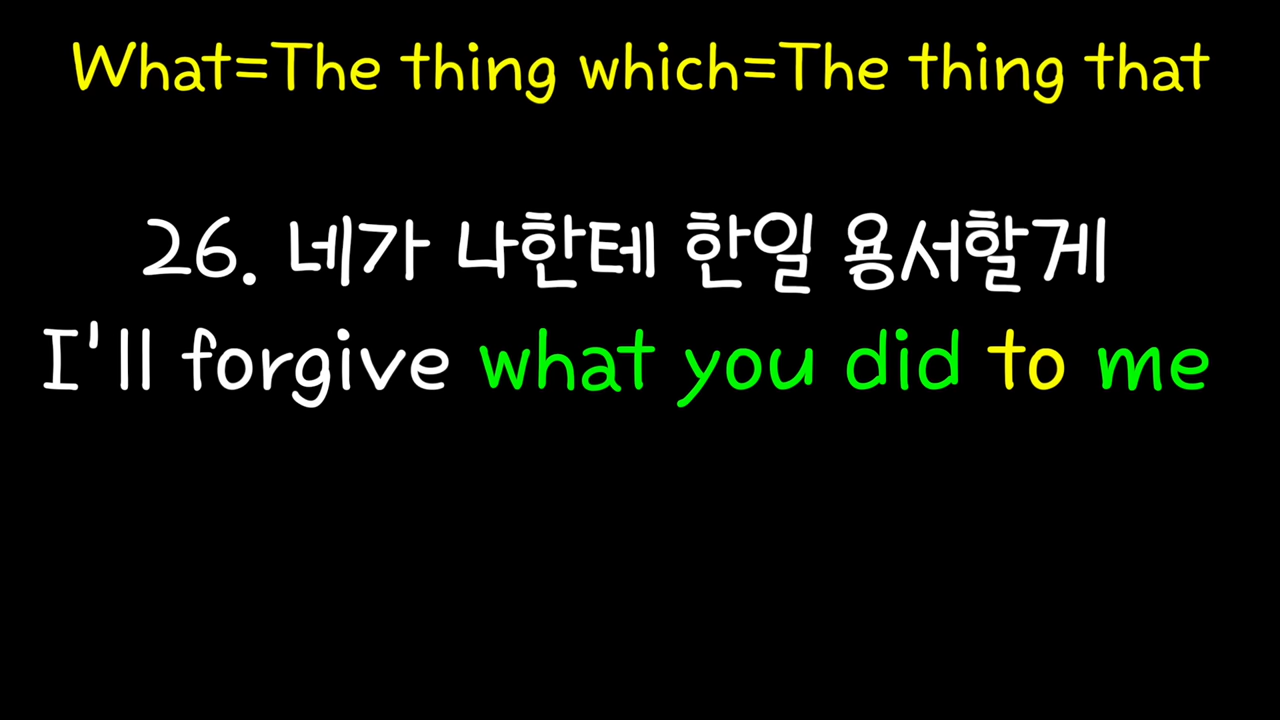 What=The thing which=The thing that
26. 네가 나한테 한일 용서할게
I'll forgive what you did to me